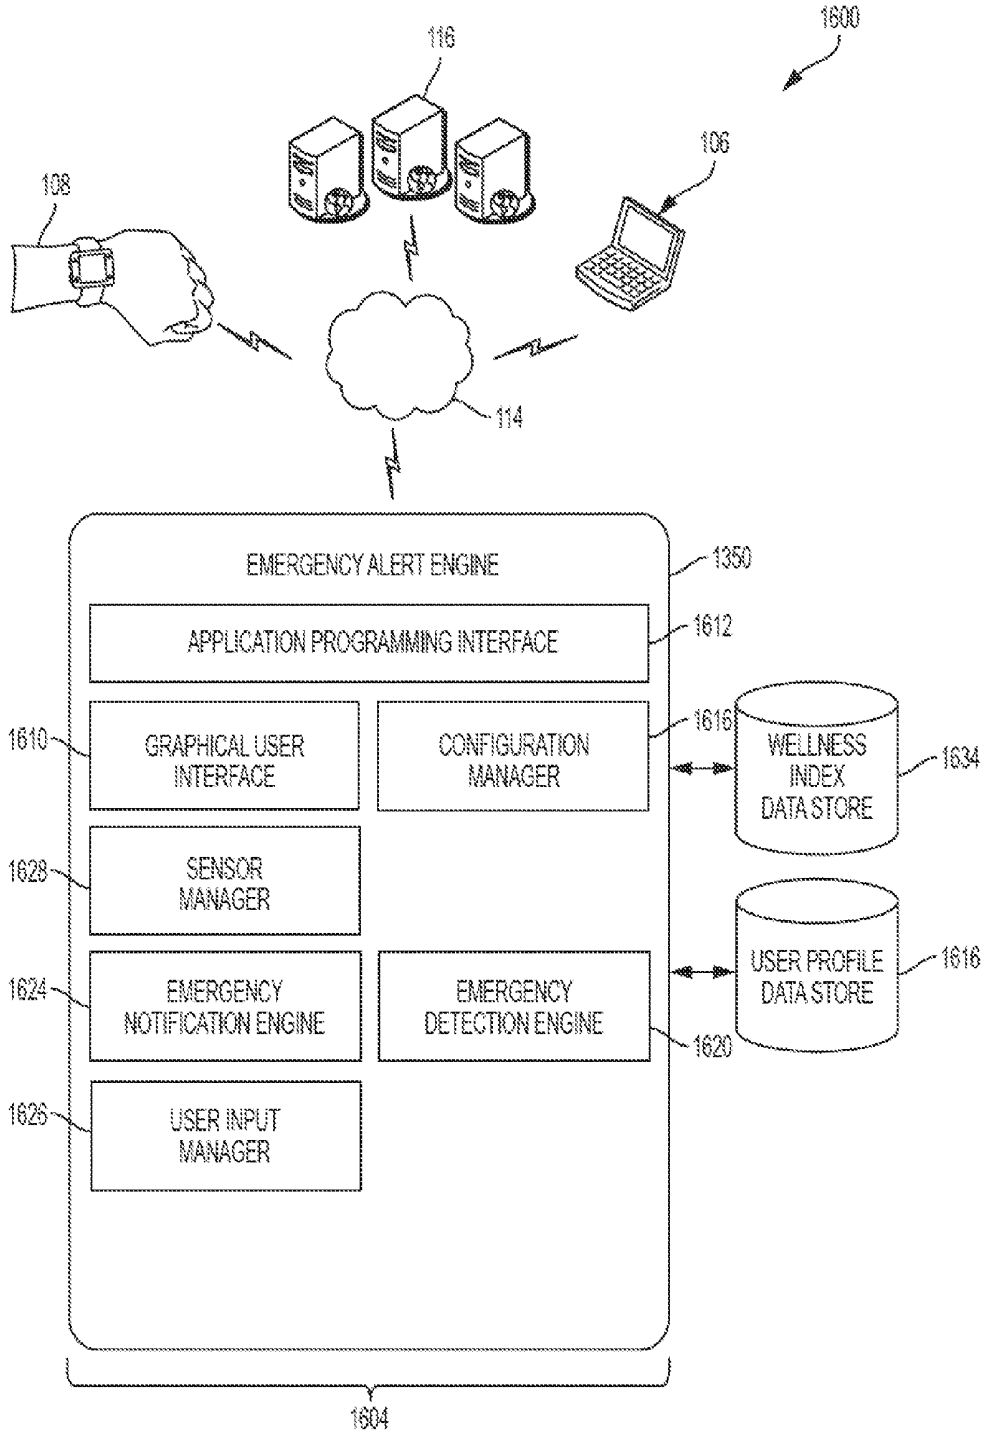 1600
116
106
108
114
EMERGENCY ALERT ENGINE
1350
APPLICATION PROGRAMMING INTERFACE
1612
1610
GRAPHICAL USER
INTERFACE
CONFIGURATION
MANAGER
1616
WELLNESS
INDEX
DATA STORE
1634
1628
SENSOR
MANAGER
1624
EMERGENCY
NOTIFICATION ENGINE
EMERGENCY
DETECTION ENGINE
1620
USER PROFILE
DATA STORE
1616
1626
USER INPUT
MANAGER
1604